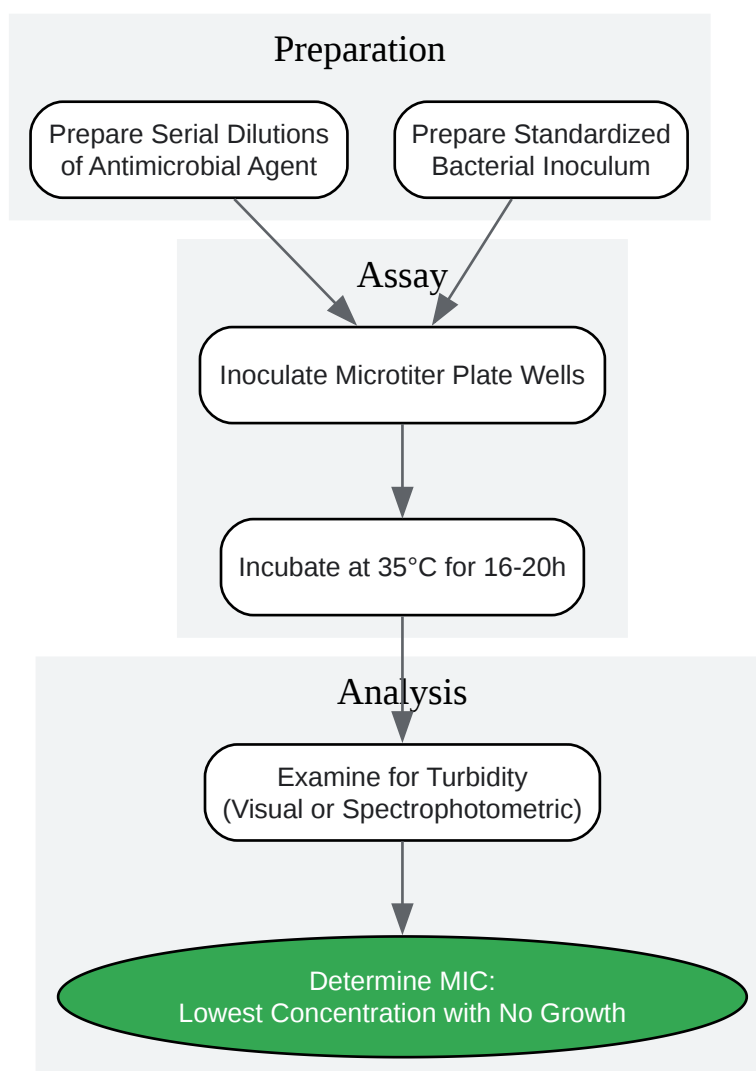 Preparation
Prepare Serial Dilutions
of Antimicrobial Agent
Prepare Standardized
Bacterial Inoculum
Assay
Inoculate Microtiter Plate Wells
Incubate at 35°C for 16-20h
Analysis
Examine for Turbidity
(Visual or Spectrophotometric)
Determine MIC:
Lowest Concentration with No Growth